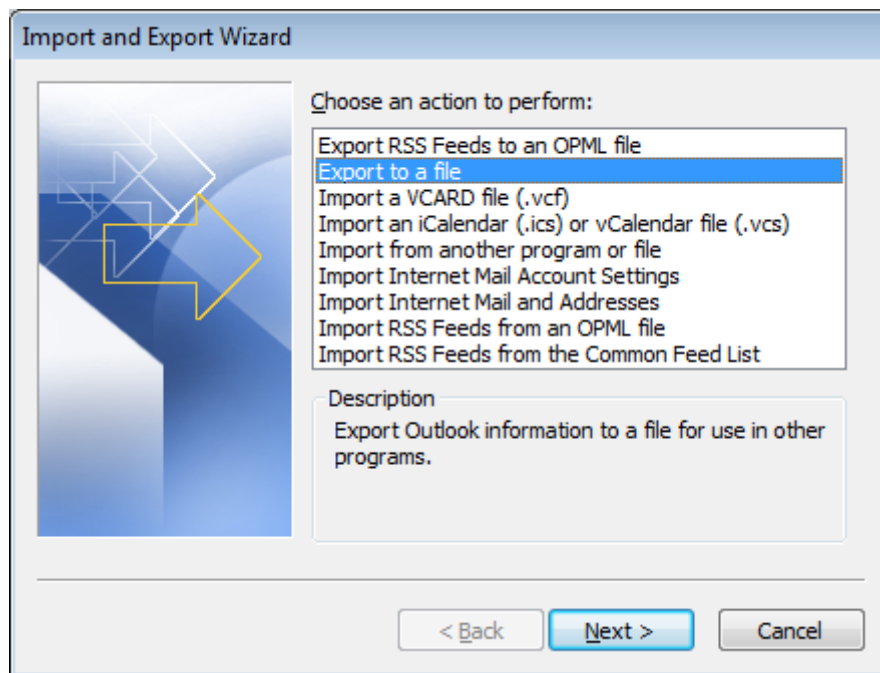 Import and Export Wizard
Choose an action to perform:
Export RSS Feeds to an OPML file
Export to a file
Import a VCARD file (.vcf)
Import an iCalendar (.ics) or vCalendar file (.vcs)
Import from another program or file
Import Internet Mail Account Settings
Import Internet Mail and Addresses
Import RSS Feeds from an OPML file
Import RSS Feeds from the Common Feed List
Description
Export Outlook information to a file for use in other
programs.
< Back Next > Cancel